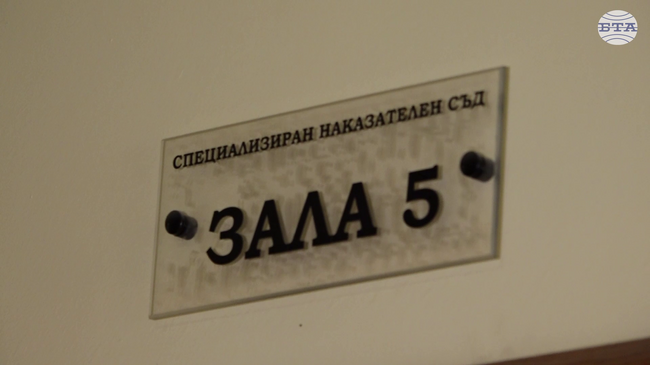 БТА
СПЕЦИАЛИЗИРАН НАКАЗАТЕЛЕН СЪД
ЗАЛА 5